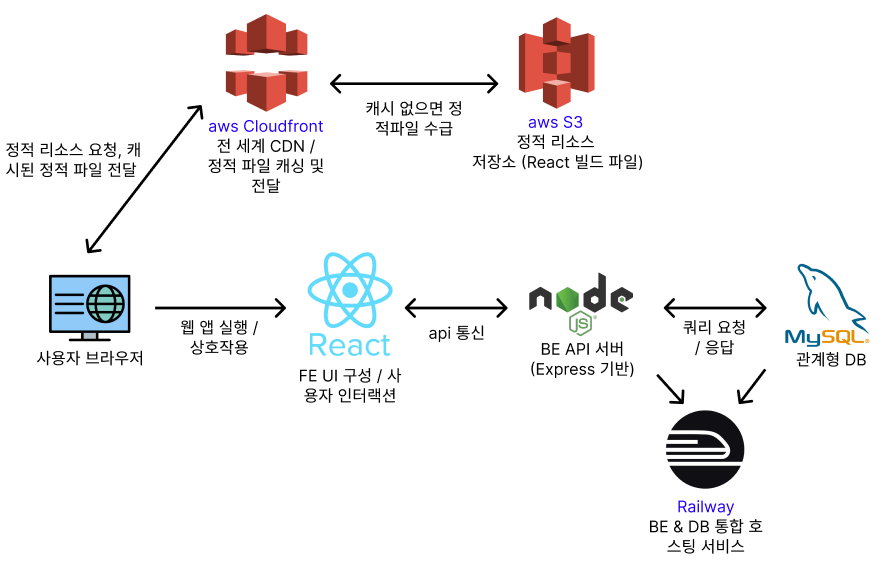 aws Cloudfront
전 세계 CDN /
정적 파일 캐싱 및
전달
캐시 없으면 정
적파일 수급
aws S3
정적 리소스
저장소 (React 빌드 파일)
정적 리소스 요청, 캐
시된 정적 파일 전달
사용자 브라우저
웹 앱 실행 /
상호작용
React
FE UI 구성 / 사
용자 인터랙션
api 통신
node
JS
BE API 서버
(Express 기반)
쿼리 요청
/ 응답
MySQL
관계형 DB
Railway
BE & DB 통합 호
스팅 서비스